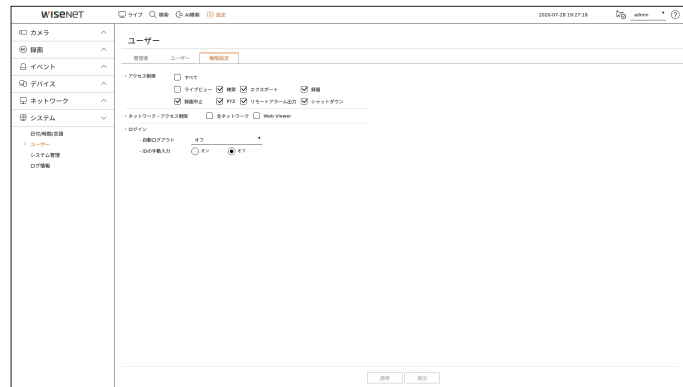 WISENET
ライブ 検索 AI検索 設定
2020-07-28 19:27:18 admin
カメラ
録画
イベント
デバイス
ネットワーク
システム
日付/時間/言語
ユーザー
システム管理
ログ情報
ユーザー
管理者 ユーザー 権限設定
アクセス制限 すべて
ライブビュー 検索 エクスポート 録画
録画中止 PTZ リモートアラーム出力 シャットダウン
ネットワーク・アクセス制限 全ネットワーク Web Viewer
ログイン
- 自動ログアウト : オフ
- IDの手動入力 オン オフ
適用 復旧